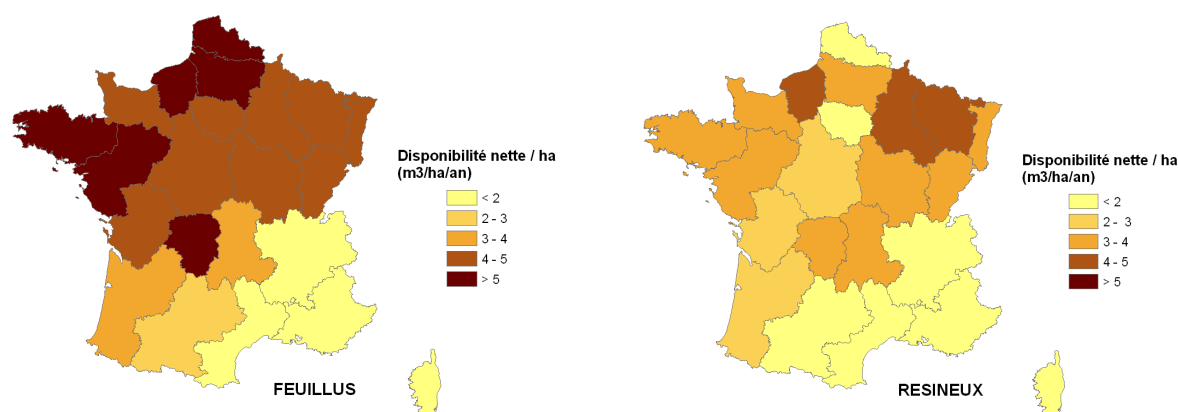 Disponibilité nette / ha
(m3/ha/an)
< 2
2 - 3
3 - 4
4 - 5
> 5
FEUILLUS
Disponibilité nette / ha
(m3/ha/an)
< 2
2 - 3
3 - 4
4 - 5
> 5
RESINEUX